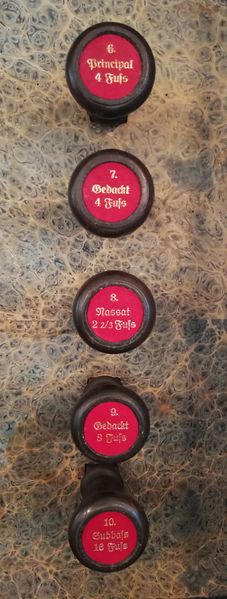 6.
Principal
4 Fuſs
7.
Gedackt
4 Fuſs
8.
Nassat
2 2/3 Fuſs
9.
Gedackt
8 Fuſs
10.
Subbaſs
16 Fuſs